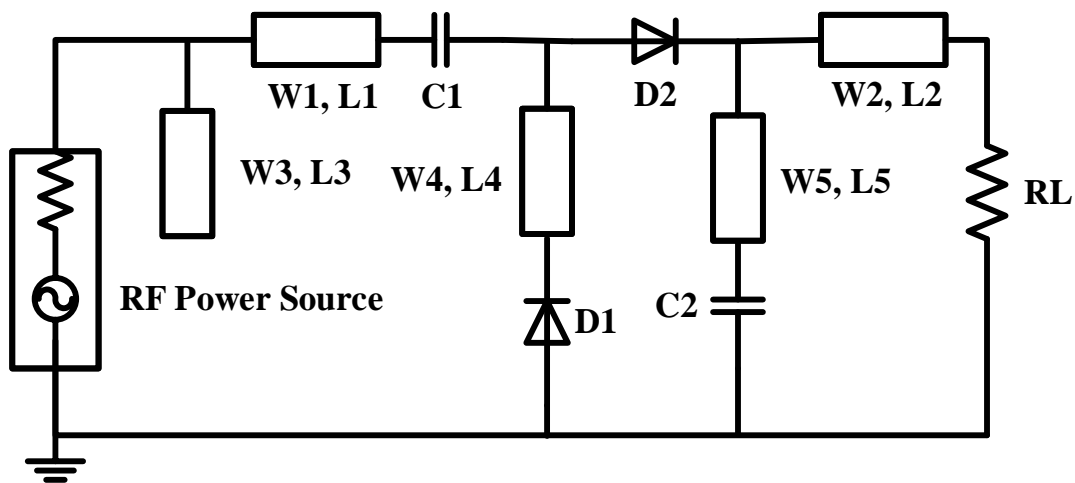 W1, L1
C1
D2
W2, L2
W3, L3
W4, L4
W5, L5
RL
RF Power Source
D1
C2